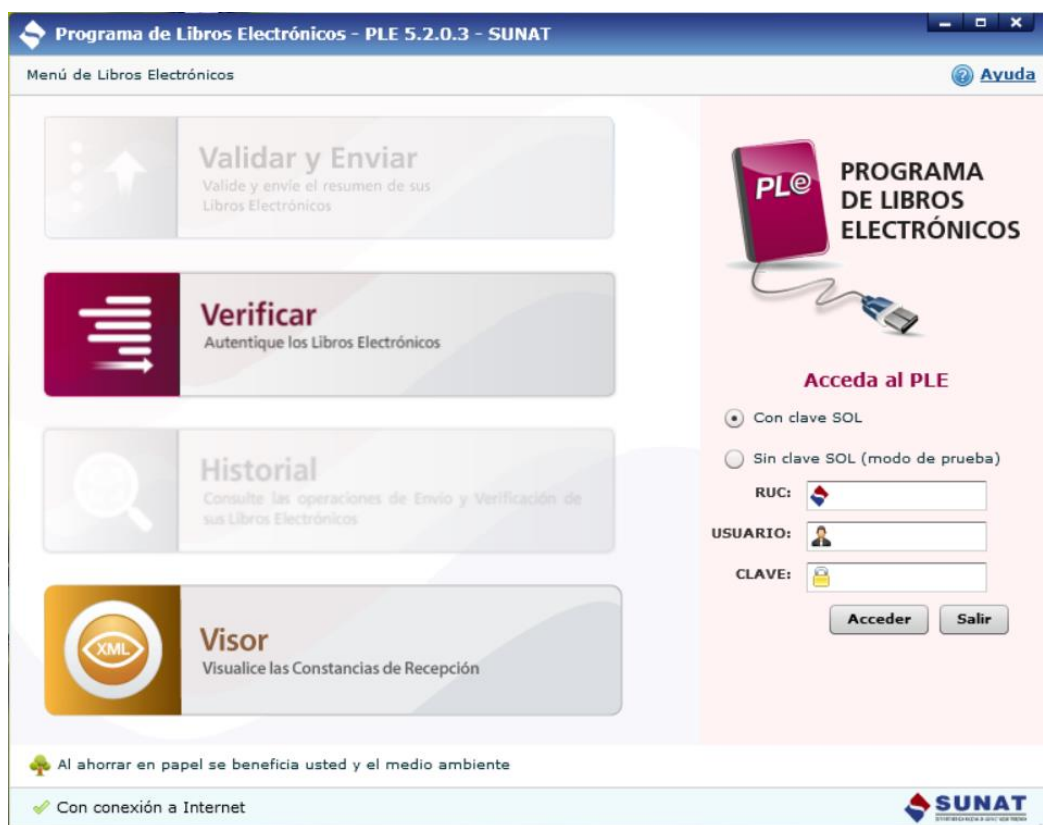 Programa de Libros Electrónicos - PLE 5.2.0.3 - SUNAT
Menú de Libros Electrónicos
Ayuda
Validar y Enviar
Valide y envíe el resumen de sus
Libros Electrónicos
Verificar
Autentique los Libros Electrónicos
Historial
Consulte las operaciones de Envío y Verificación de
sus Libros Electrónicos
XML
Visor
Visualice las Constancias de Recepción
PLe
PROGRAMA
DE LIBROS
ELECTRÓNICOS
Acceda al PLE
Con clave SOL
Sin clave SOL (modo de prueba)
RUC:
USUARIO:
CLAVE:
Acceder
Salir
Al ahorrar en papel se beneficia usted y el medio ambiente
Con conexión a Internet
SUNAT